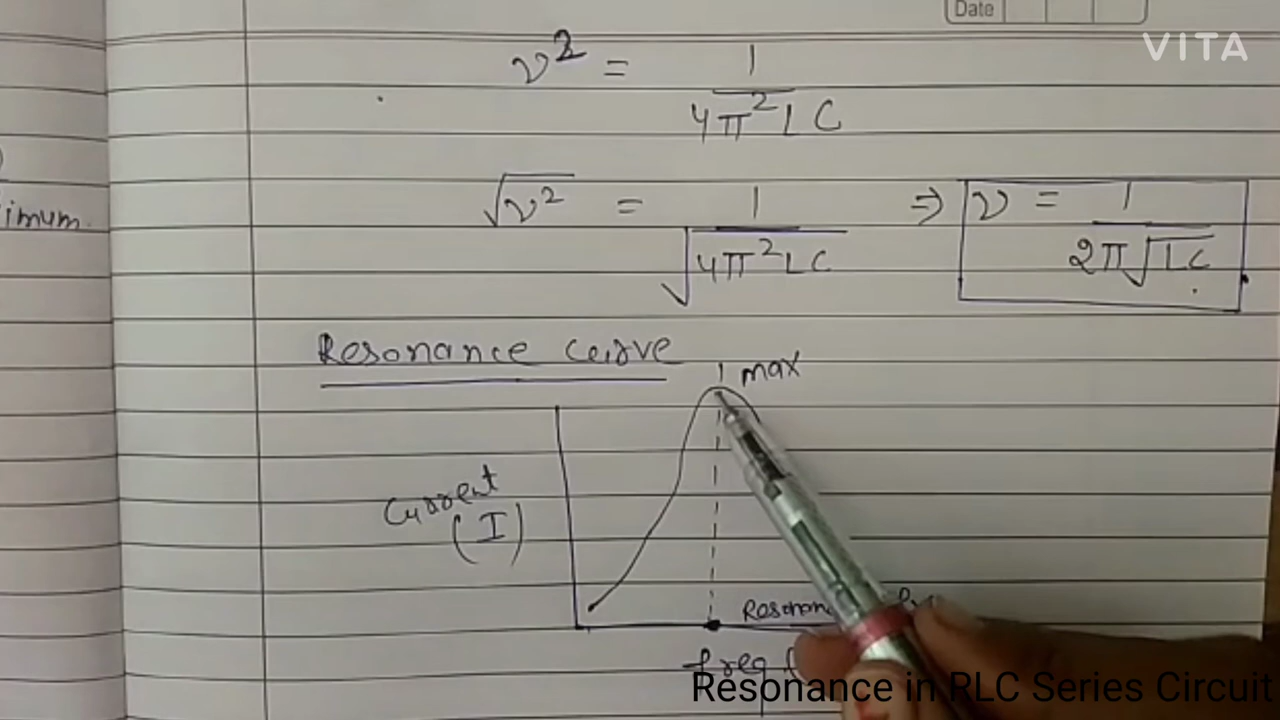 Date
VITA
ν² = 1 / 4π²LC
imum.
√ν² = 1 / √4π²LC ⇒ ν = 1 / 2π√LC
Resonance curve
max
Current
(I)
Resonan
freq
Resonance in RLC Series Circuit.